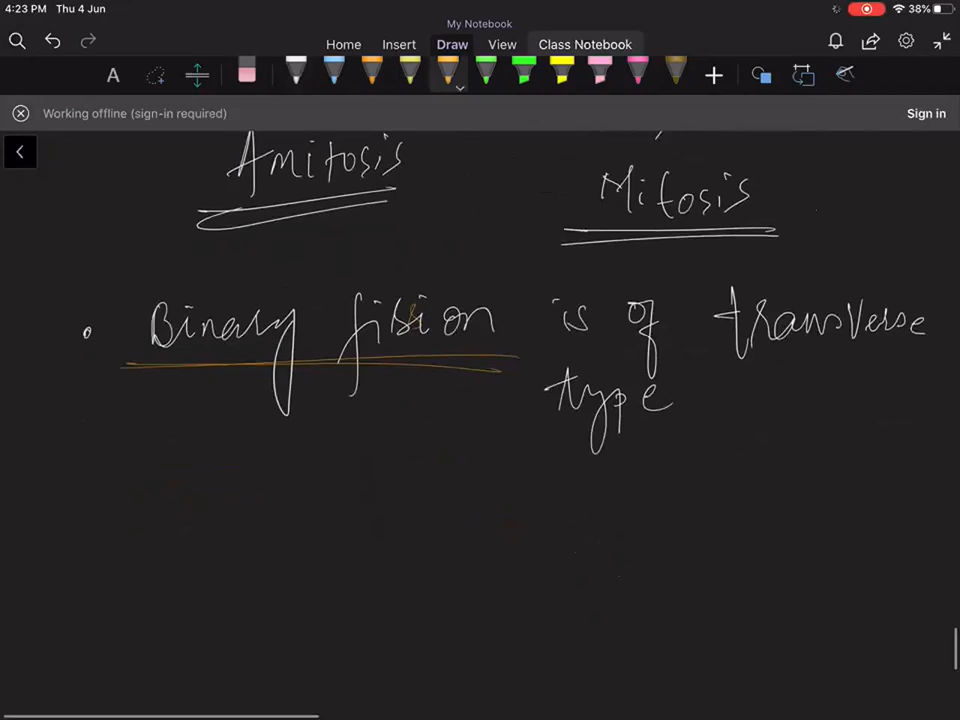 4:23 PM Thu 4 Jun
38%
My Notebook
Home Insert Draw View Class Notebook
A
Working offline (sign-in required) Sign in
Amitosis Mitosis
• Binary fission is of transverse
type